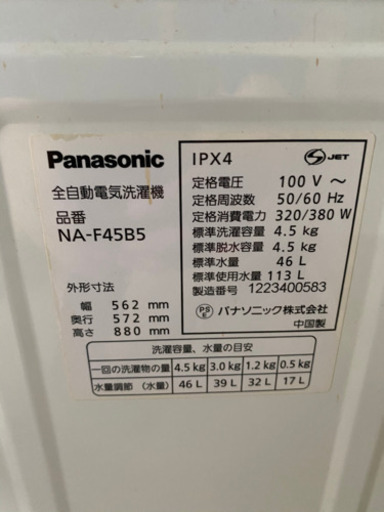 Panasonic
全自動電気洗濯機
品番
NA-F45B5
外形寸法
幅 562 mm
奥行 572 mm
高さ 880 mm
IPX4
S JET
定格電圧 100 V ～
定格周波数 50/60 Hz
定格消費電力 320/380 W
標準洗濯容量 4.5 kg
標準脱水容量 4.5 kg
標準水量 46 L
標準使用水量 113 L
製造番号 1223400583
PS E パナソニック株式会社
中国製
洗濯容量、水量の目安
一回の洗濯物の量 4.5 kg 3.0 kg 1.2 kg 0.5 kg
水量調節 (水量) 46 L 39 L 32 L 17 L